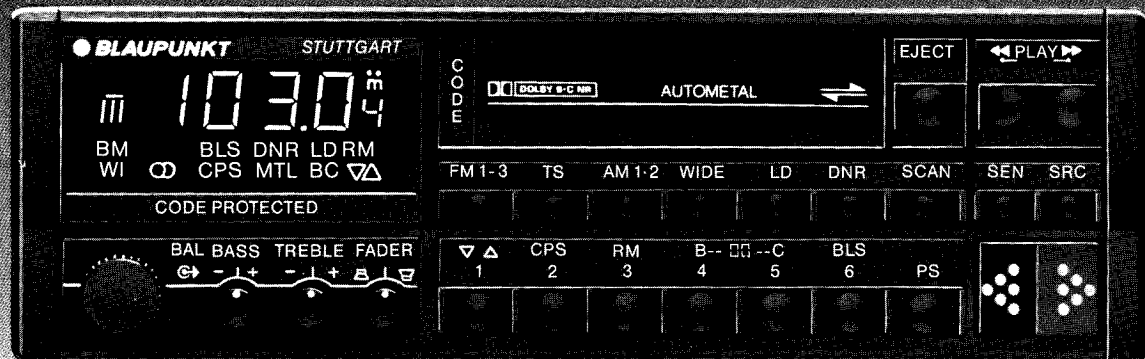 BLAUPUNKT STUTTGART
103.0 4
BM BLS DNR LD RM
WI CPS MTL BC
CODE PROTECTED
BAL BASS TREBLE FADER
- + - +
CODE
DOLBY B-C NR AUTOMETAL
EJECT PLAY
FM 1-3 TS AM 1·2 WIDE LD DNR SCAN SEN SRC
CPS RM B-- --C BLS
1 2 3 4 5 6 PS